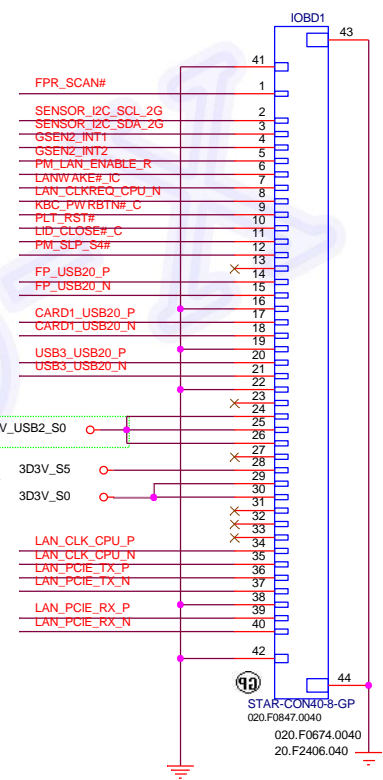 IOBD1
43
41
FPR_SCAN#
1
SENSOR_I2C_SCL_2G
2
SENSOR_I2C_SDA_2G
3
GSEN2_INT1
4
GSEN2_INT2
5
PM_LAN_ENABLE_R
6
LANWAKE#_IC
7
LAN_CLKREQ_CPU_N
8
KBC_PWRBTN#_C
9
PLT_RST#
10
LID_CLOSE#_C
11
PM_SLP_S4#
12
13
FP_USB20_P
14
FP_USB20_N
15
16
CARD1_USB20_P
17
CARD1_USB20_N
18
19
USB3_USB20_P
20
USB3_USB20_N
21
22
23
24
V_USB2_S0
25
26
27
3D3V_S5
28
29
3D3V_S0
30
31
32
33
LAN_CLK_CPU_P
34
LAN_CLK_CPU_N
35
LAN_PCIE_TX_P
36
LAN_PCIE_TX_N
37
38
LAN_PCIE_RX_P
39
LAN_PCIE_RX_N
40
42
44
GP
STAR-CON40-8-GP
020.F0847.0040
020.F0674.0040
20.F2406.040